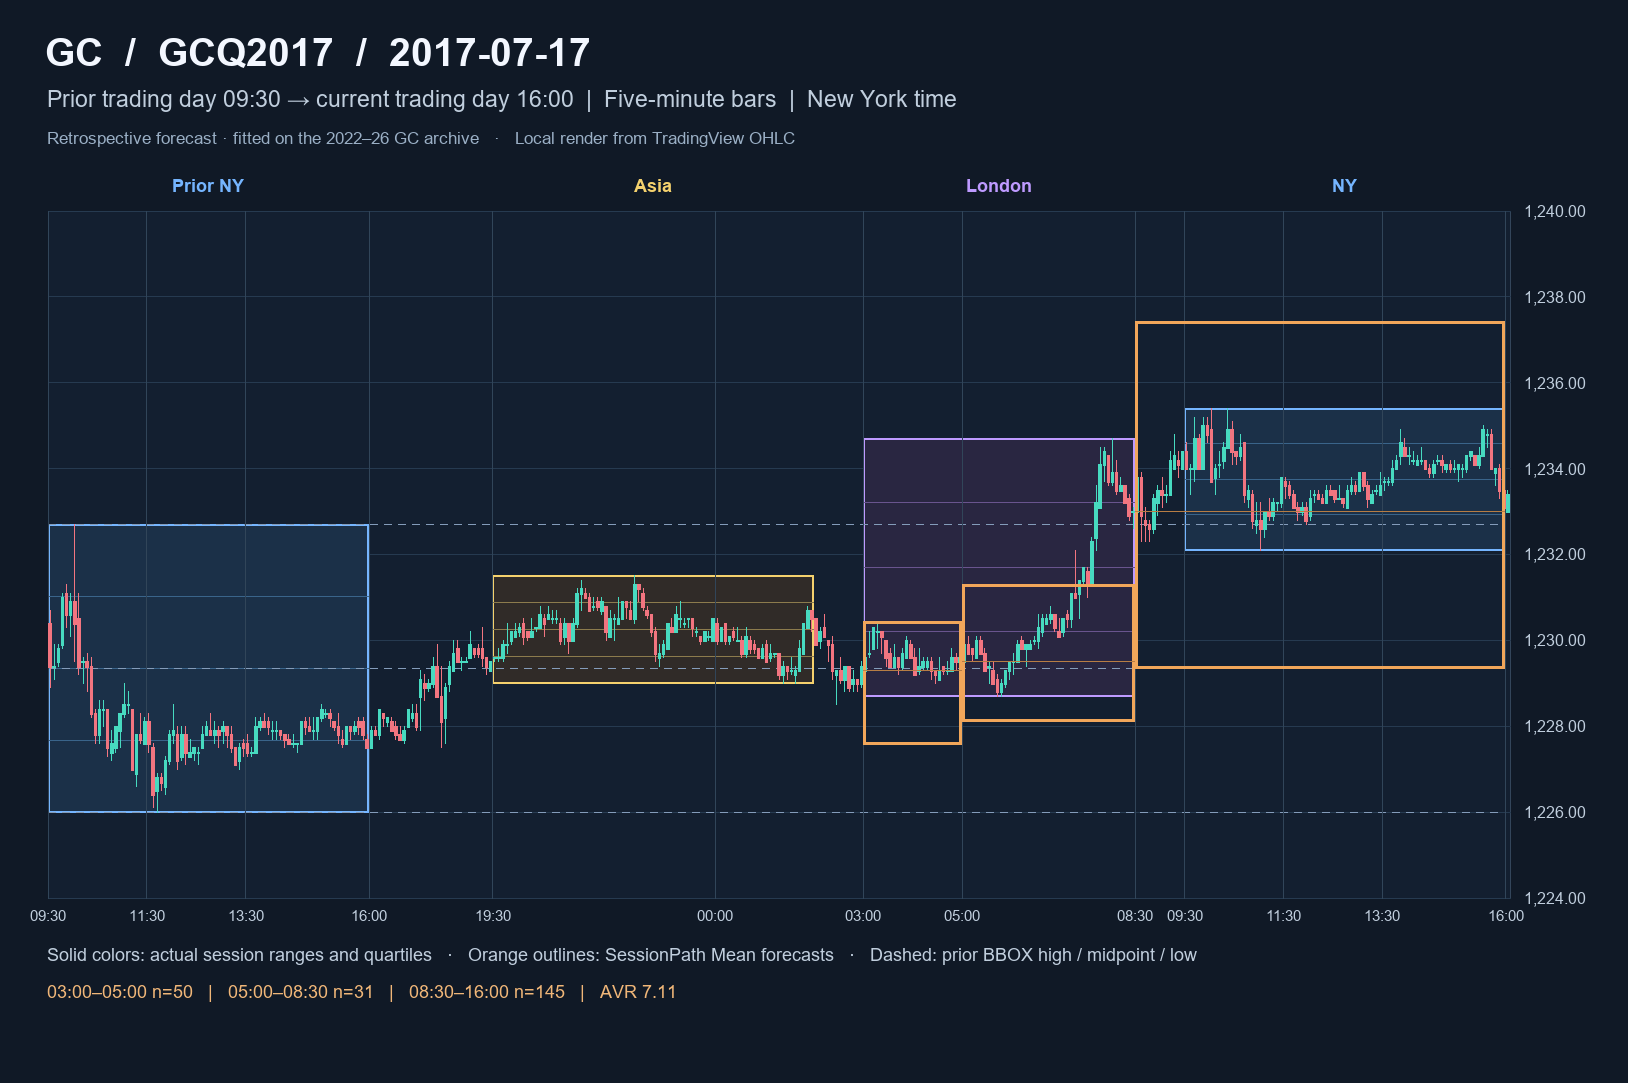 GC / GCQ2017 / 2017-07-17
Prior trading day 09:30 → current trading day 16:00 | Five-minute bars | New York time
Retrospective forecast · fitted on the 2022–26 GC archive · Local render from TradingView OHLC
Prior NY Asia London NY
1,240.00
1,238.00
1,236.00
1,234.00
1,232.00
1,230.00
1,228.00
1,226.00
1,224.00
09:30 11:30 13:30 16:00 19:30 00:00 03:00 05:00 08:30 09:30 11:30 13:30 16:00
Solid colors: actual session ranges and quartiles · Orange outlines: SessionPath Mean forecasts · Dashed: prior BBOX high / midpoint / low
03:00–05:00 n=50 | 05:00–08:30 n=31 | 08:30–16:00 n=145 | AVR 7.11